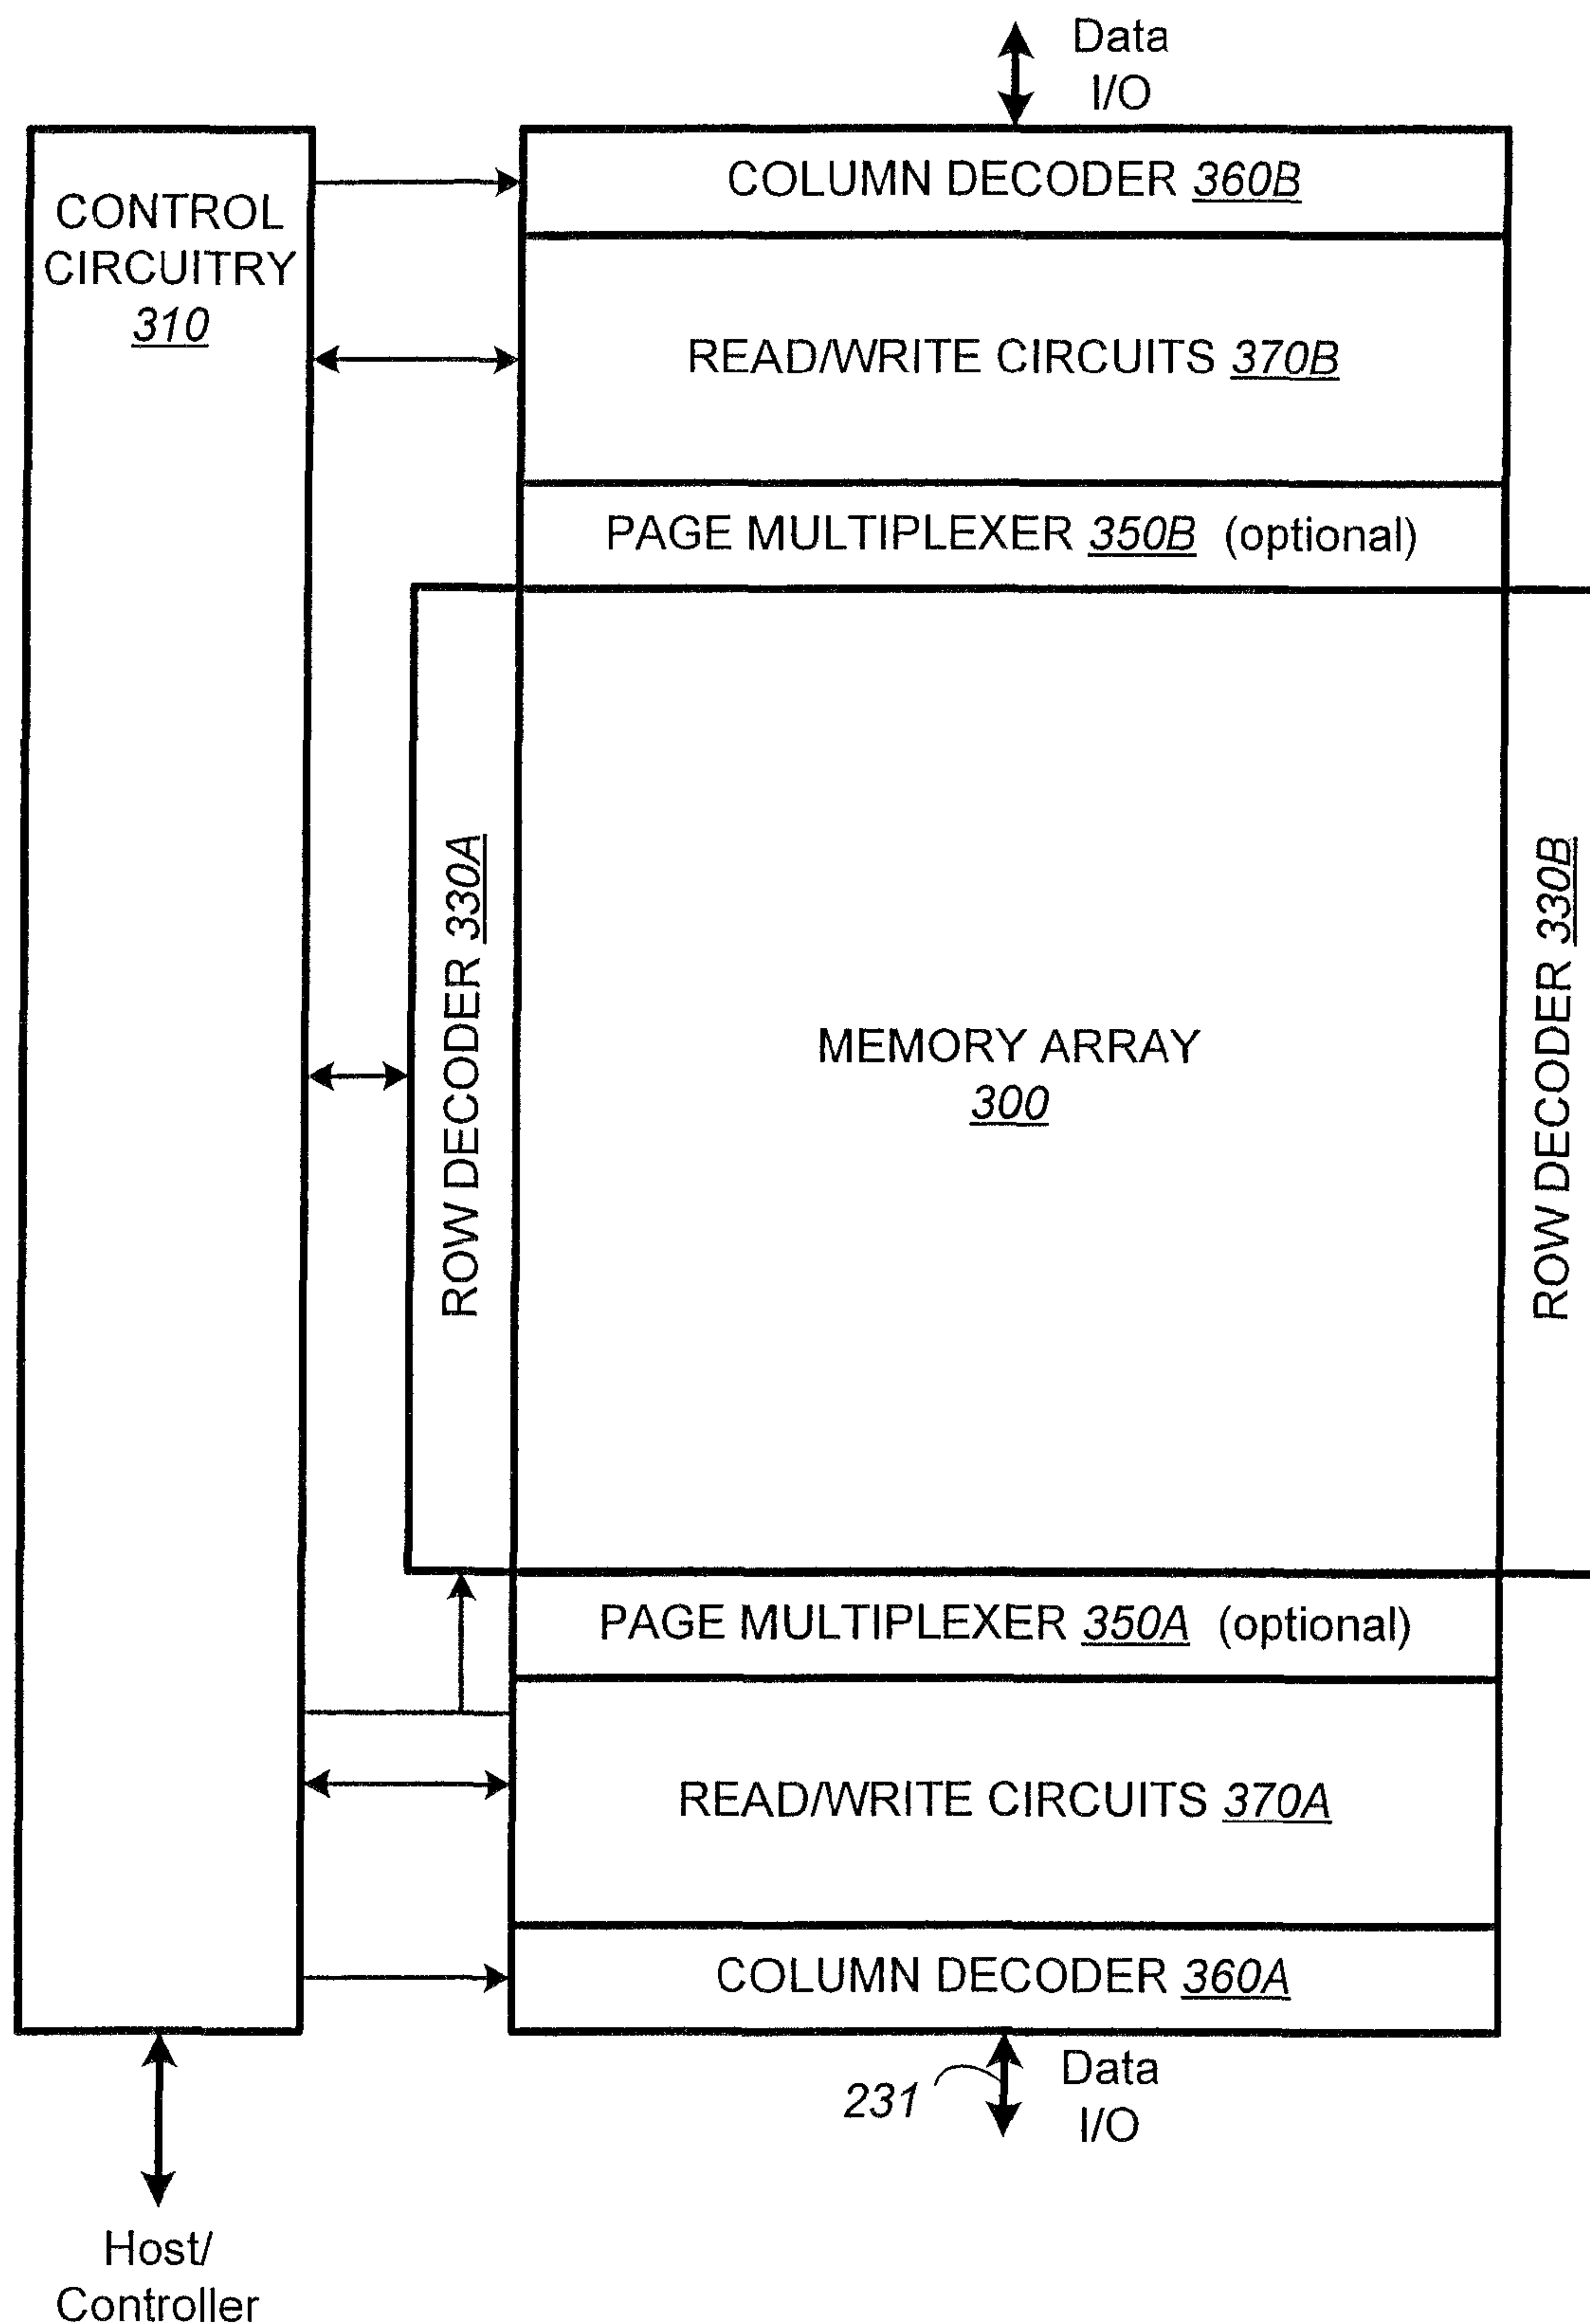 Data
I/O
CONTROL
CIRCUITRY
310
COLUMN DECODER 360B
READ/WRITE CIRCUITS 370B
PAGE MULTIPLEXER 350B (optional)
ROW DECODER 330A
MEMORY ARRAY
300
ROW DECODER 330B
PAGE MULTIPLEXER 350A (optional)
READ/WRITE CIRCUITS 370A
COLUMN DECODER 360A
231
Data
I/O
Host/
Controller